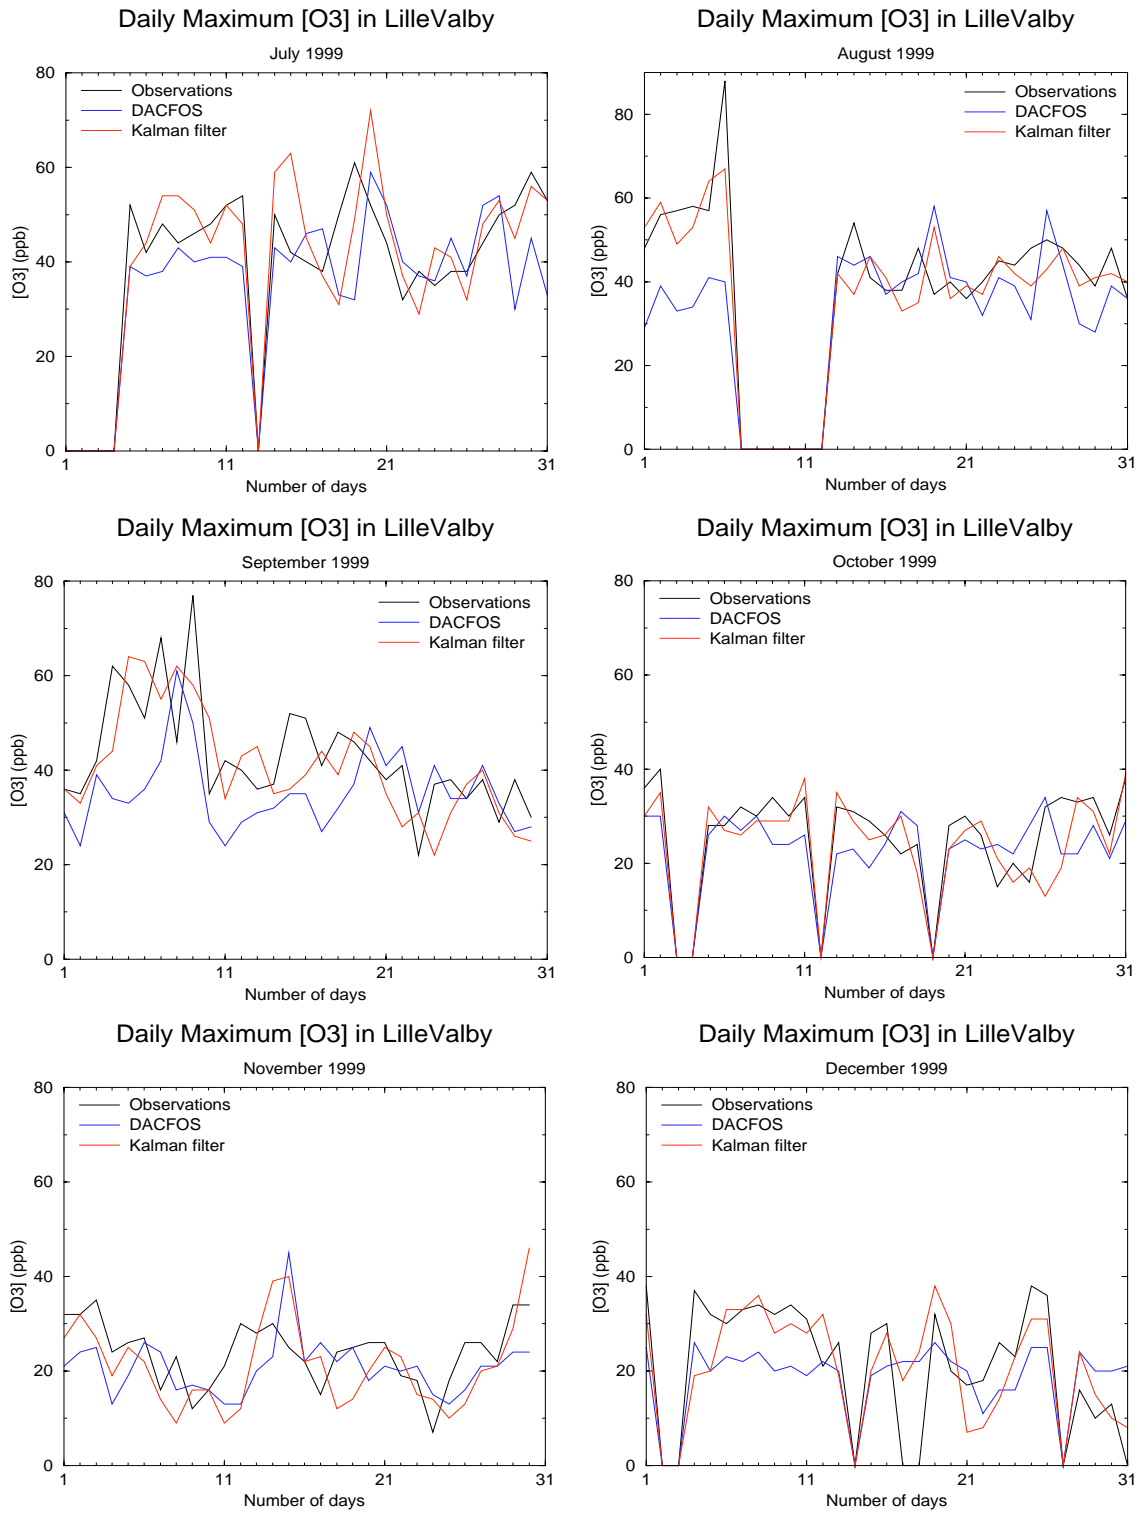 Daily Maximum [O3] in LilleValby
July 1999
80
60
40
20
0
[O3] (ppb)
Observations
DACFOS
Kalman filter
1
11
21
31
Number of days
Daily Maximum [O3] in LilleValby
August 1999
80
60
40
20
0
[O3] (ppb)
Observations
DACFOS
Kalman filter
1
11
21
31
Number of days
Daily Maximum [O3] in LilleValby
September 1999
80
60
40
20
0
[O3] (ppb)
Observations
DACFOS
Kalman filter
1
11
21
31
Number of days
Daily Maximum [O3] in LilleValby
October 1999
80
60
40
20
0
[O3] (ppb)
Observations
DACFOS
Kalman filter
1
11
21
31
Number of days
Daily Maximum [O3] in LilleValby
November 1999
80
60
40
20
0
[O3] (ppb)
Observations
DACFOS
Kalman filter
1
11
21
31
Number of days
Daily Maximum [O3] in LilleValby
December 1999
80
60
40
20
0
[O3] (ppb)
Observations
DACFOS
Kalman filter
1
11
21
31
Number of days